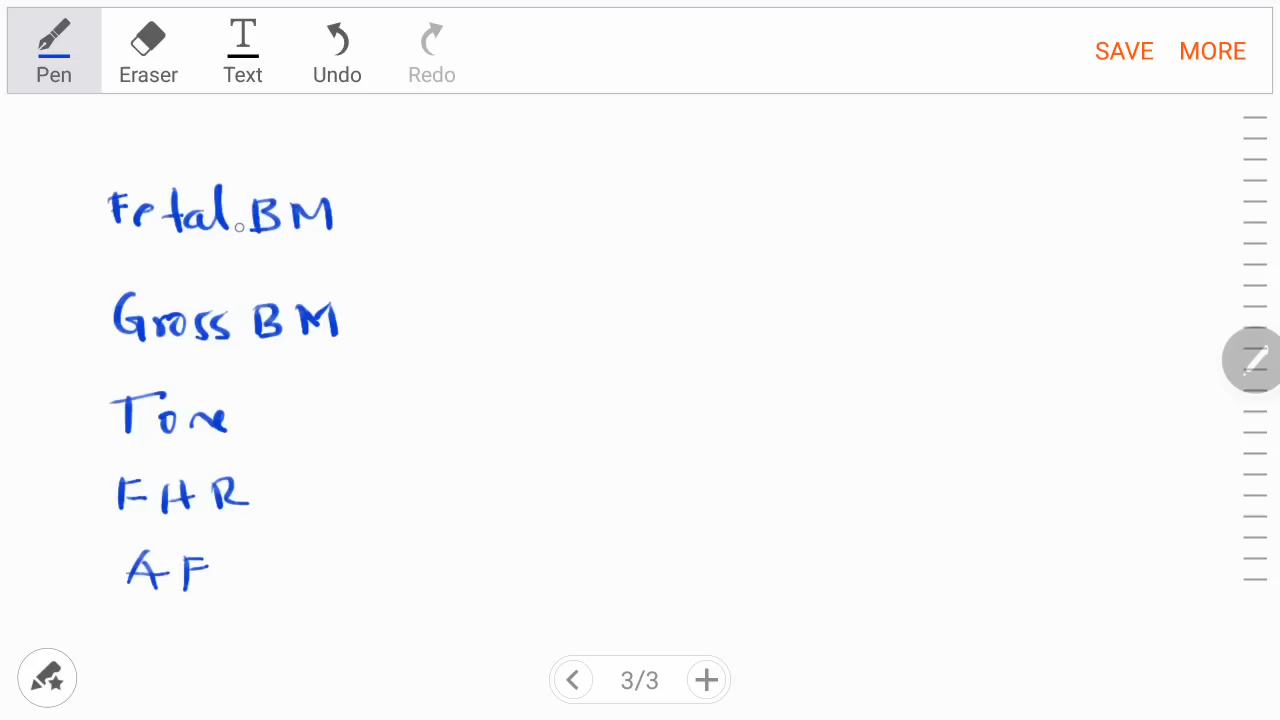 Pen Eraser Text Undo Redo SAVE MORE
Fetal.BM
Gross BM
Tone
FHR
AF
3/3